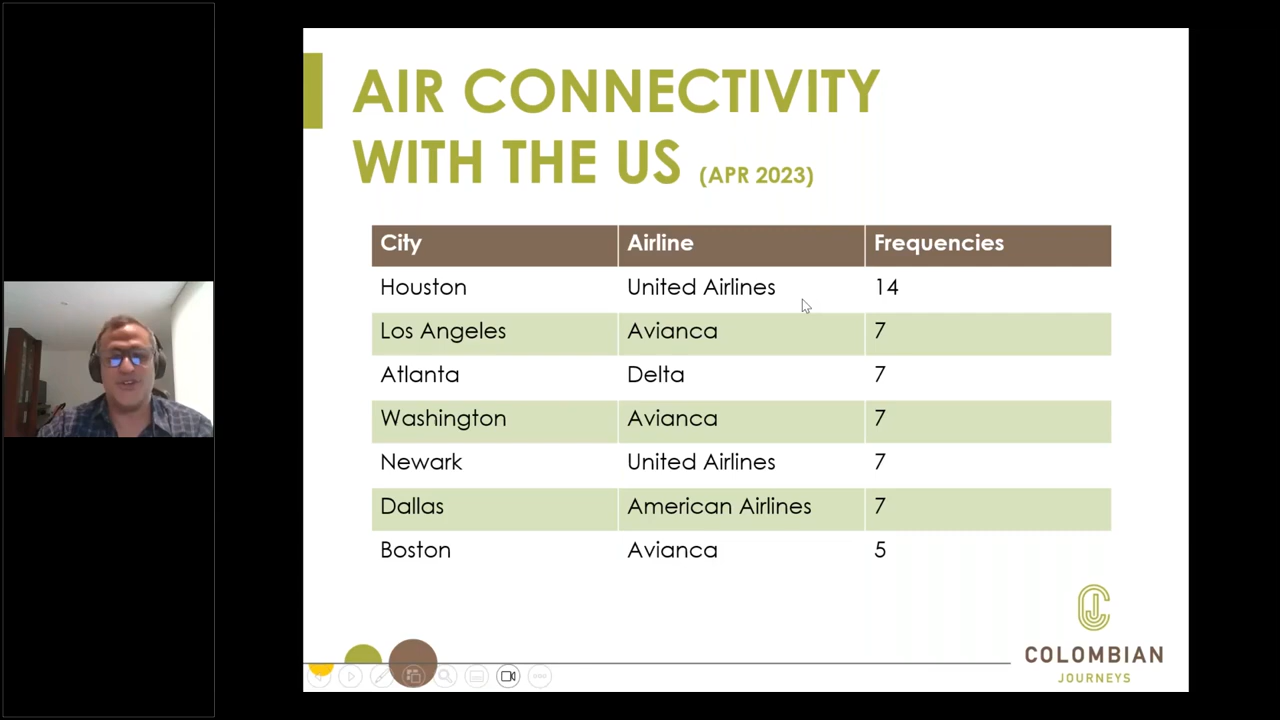 AIR CONNECTIVITY
WITH THE US (APR 2023)
City Airline Frequencies
Houston United Airlines 14
Los Angeles Avianca 7
Atlanta Delta 7
Washington Avianca 7
Newark United Airlines 7
Dallas American Airlines 7
Boston Avianca 5
COLOMBIAN
JOURNEYS